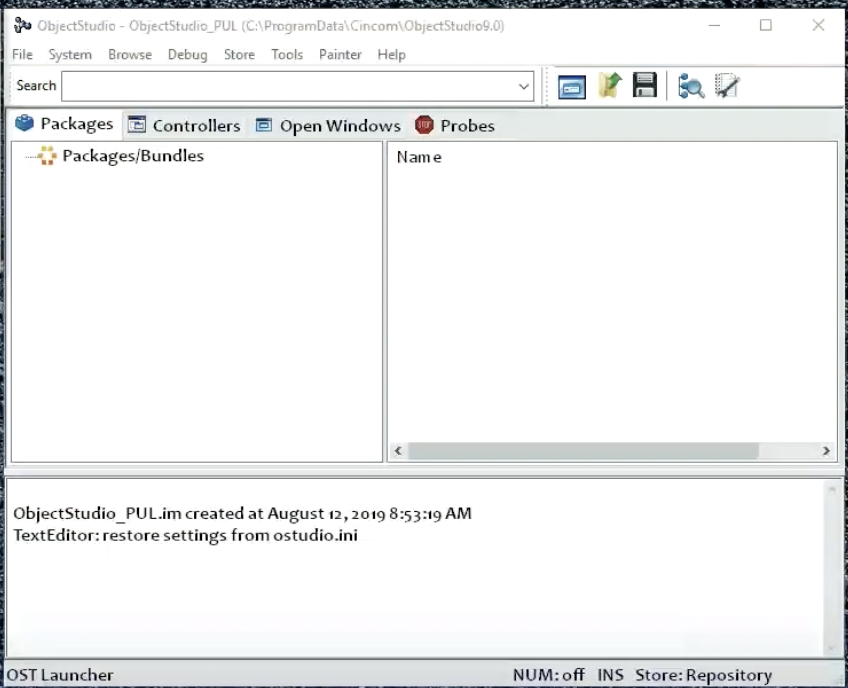 ObjectStudio - ObjectStudio_PUL (C:\ProgramData\Cincom\ObjectStudio9.0)
File System Browse Debug Store Tools Painter Help
Search
Packages Controllers Open Windows STOP Probes
Packages/Bundles
Name
ObjectStudio_PUL.im created at August 12, 2019 8:53:19 AM
TextEditor: restore settings from ostudio.ini
OST Launcher NUM: off INS Store: Repository